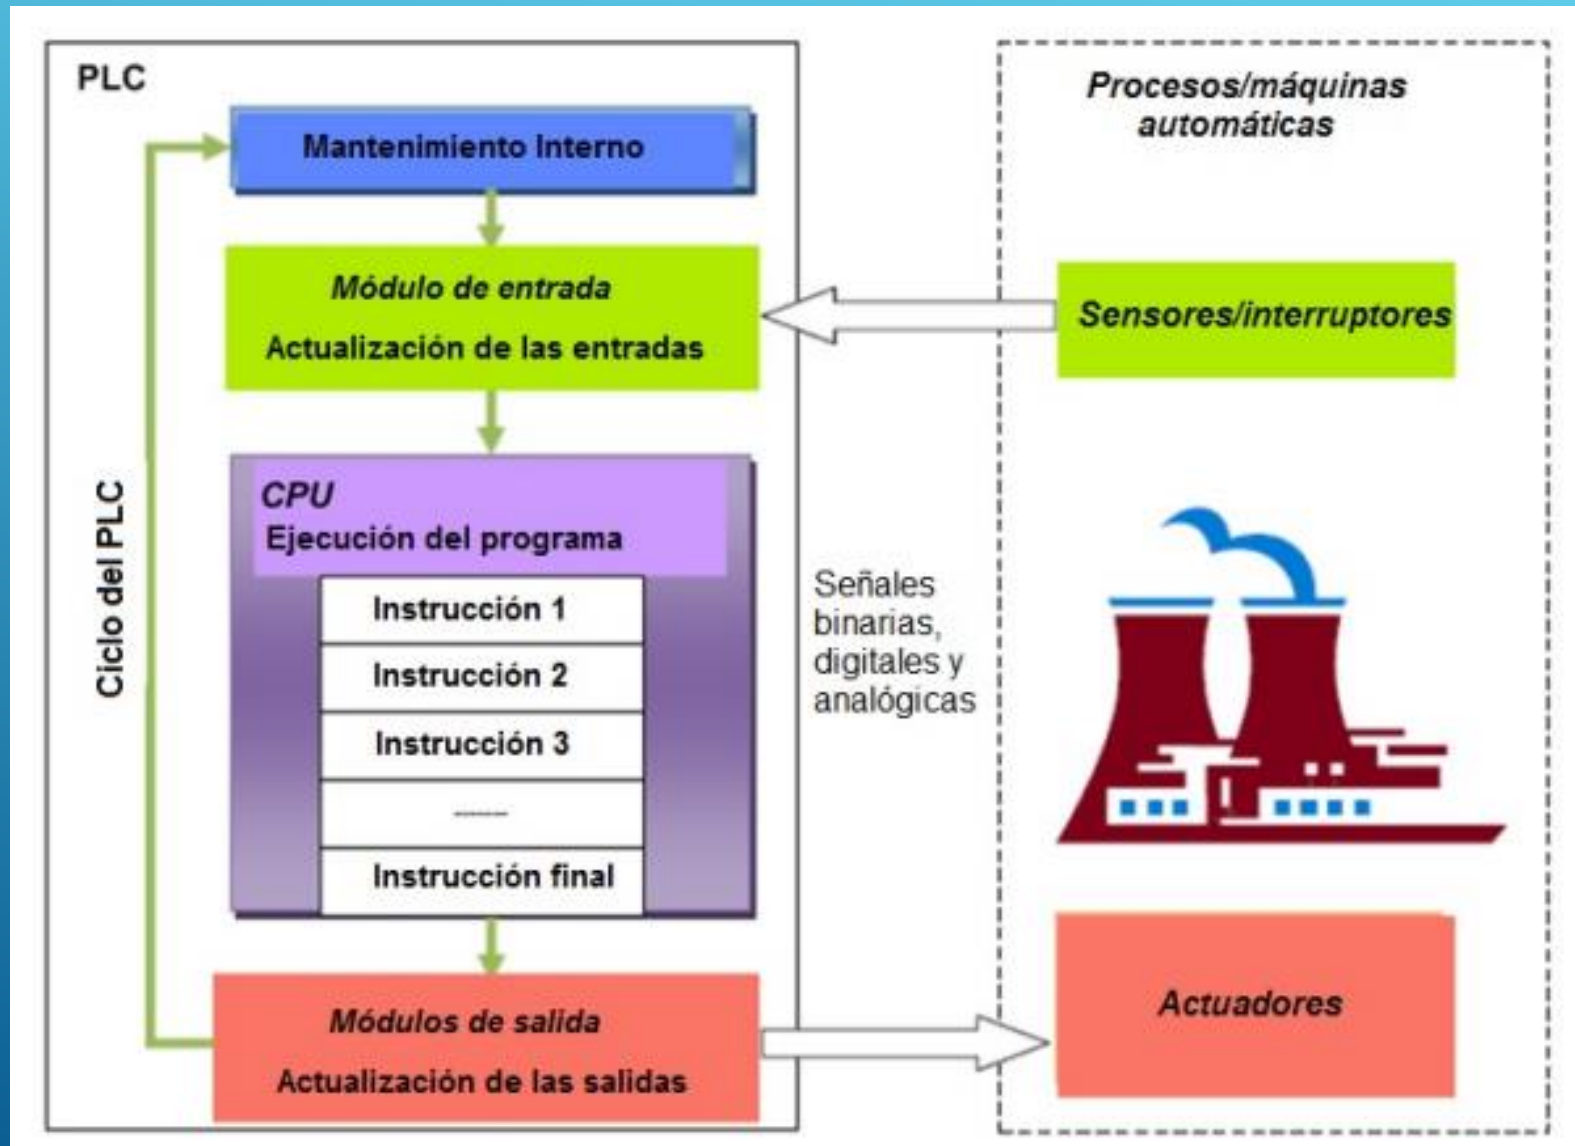 PLC
Mantenimiento Interno
Módulo de entrada
Actualización de las entradas
CPU
Ejecución del programa
Instrucción 1
Instrucción 2
Instrucción 3
------
Instrucción final
Módulos de salida
Actualización de las salidas
Ciclo del PLC
Señales
binarias,
digitales y
analógicas
Procesos/máquinas
automáticas
Sensores/interruptores
Actuadores